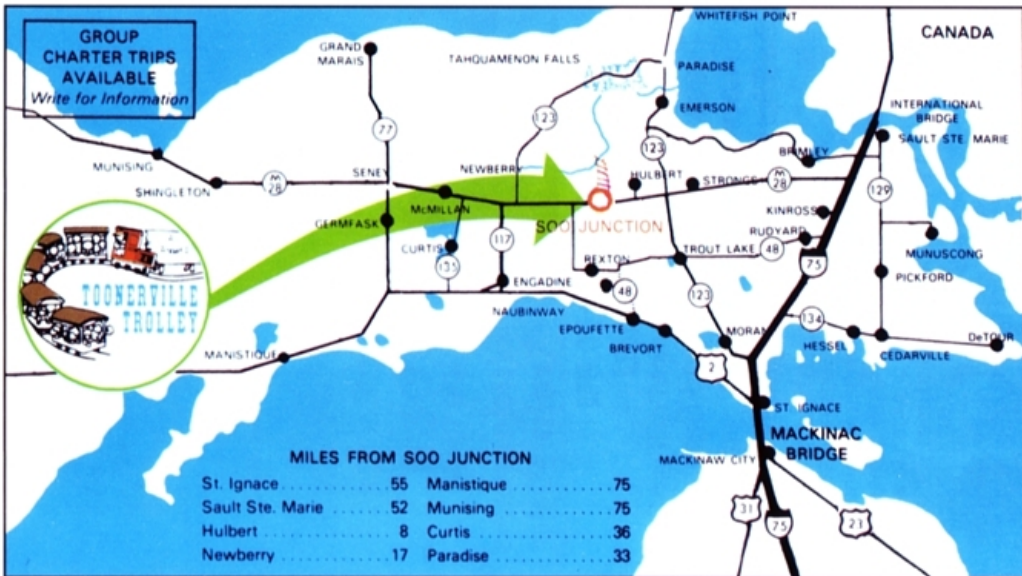 GROUP
CHARTER TRIPS
AVAILABLE
Write for Information
WHITEFISH POINT
CANADA
GRAND
MARAIS
TAHQUAMENON FALLS
PARADISE
EMERSON
INTERNATIONAL
BRIDGE
SAULT STE. MARIE
123
77
123
BRIMLEY
MUNISING
SHINGLETON
M
28
SENEY
NEWBERRY
McMILLAN
HULBERT
STRONGS
M
28
129
KINROSS
GERMFASK
SOO JUNCTION
RUDYARD
MUNUSCONG
CURTIS
117
135
REXTON
TROUT LAKE
48
75
PICKFORD
TOONERVILLE
TROLLEY
ENGADINE
48
123
NAUBINWAY
EPOUFETTE
BREVORT
MORAN
134
HESSEL
CEDARVILLE
DeTOUR
MANISTIQUE
2
ST. IGNACE
MACKINAC
BRIDGE
MACKINAW CITY
31
75
23
MILES FROM SOO JUNCTION
St. Ignace ............ 55 Manistique ............ 75
Sault Ste. Marie ....... 52 Munising .............. 75
Hulbert ............... 8 Curtis ................ 36
Newberry ............. 17 Paradise .............. 33